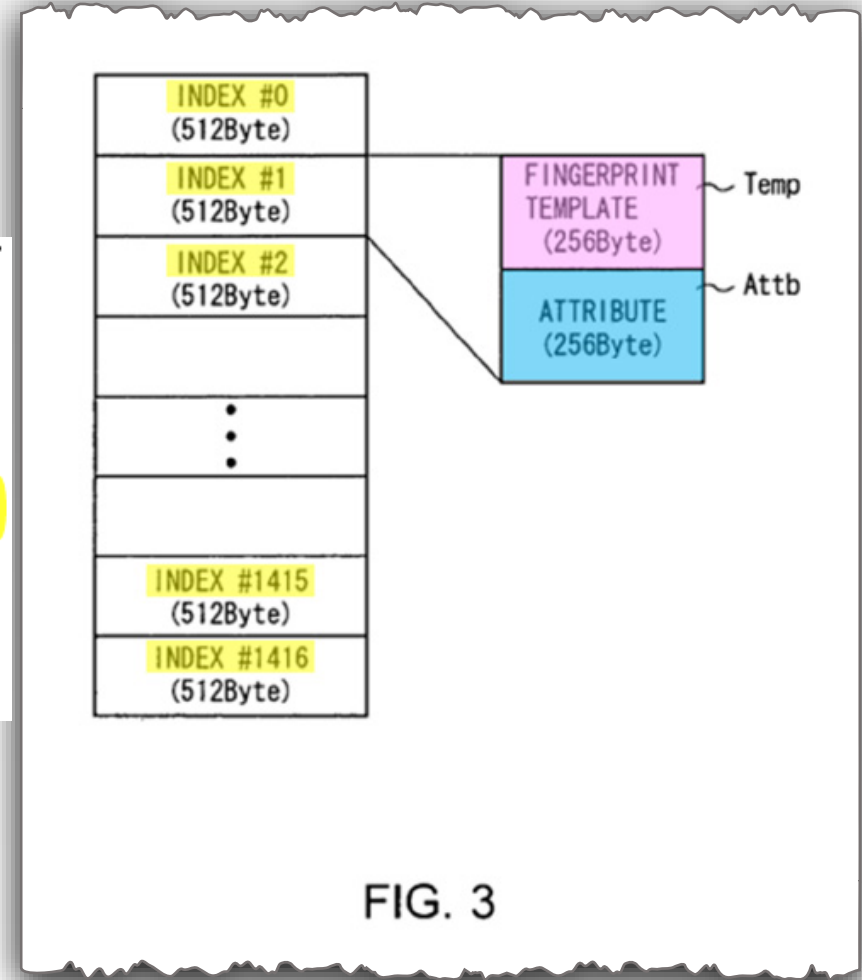 INDEX #0
(512Byte)
INDEX #1
(512Byte)
INDEX #2
(512Byte)
INDEX #1415
(512Byte)
INDEX #1416
(512Byte)
FINGERPRINT
TEMPLATE
(256Byte)
Temp
ATTRIBUTE
(256Byte)
Attb
FIG. 3